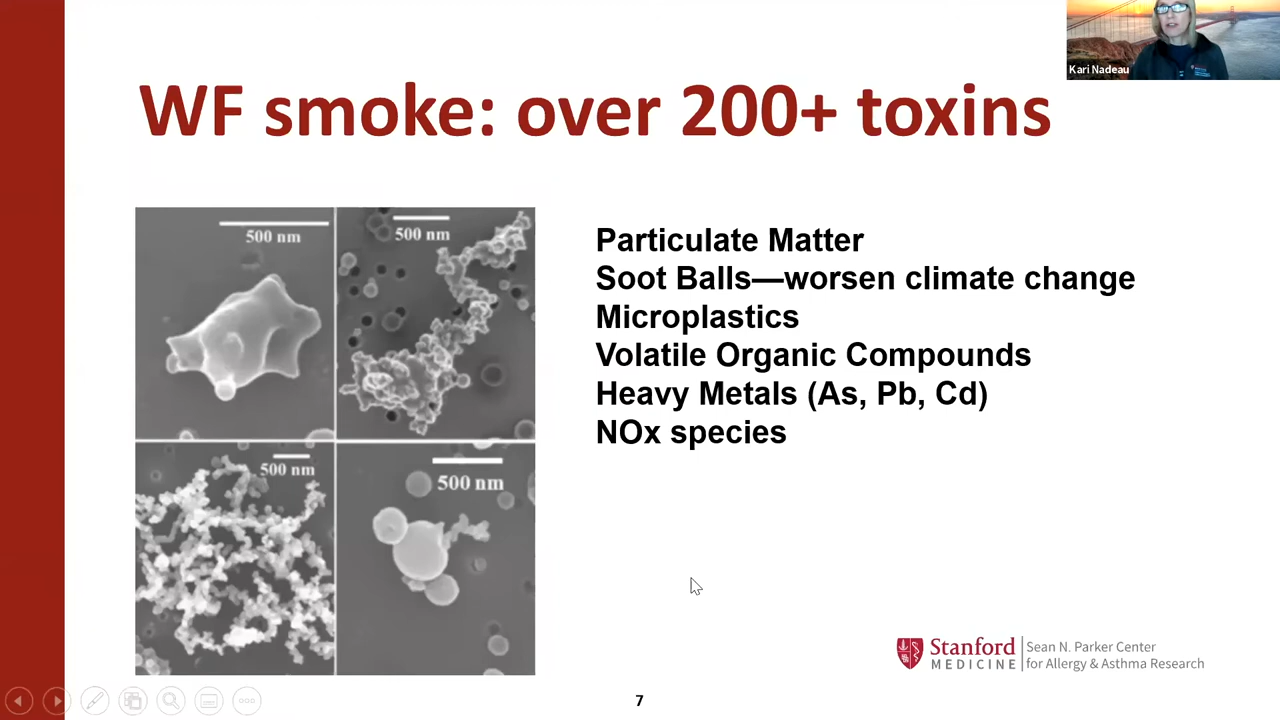 Kari Nadeau
WF smoke: over 200+ toxins
500 nm
500 nm
500 nm
500 nm
Particulate Matter
Soot Balls—worsen climate change
Microplastics
Volatile Organic Compounds
Heavy Metals (As, Pb, Cd)
NOx species
Stanford
MEDICINE
Sean N. Parker Center
for Allergy & Asthma Research
7